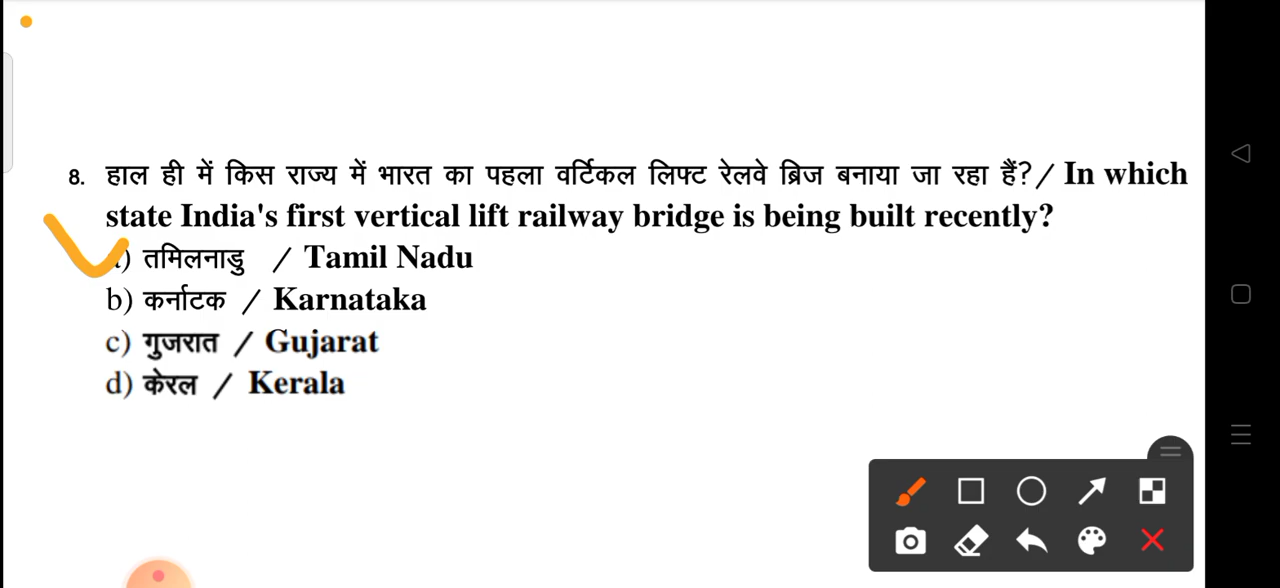 8. हाल ही में किस राज्य में भारत का पहला वर्टिकल लिफ्ट रेलवे ब्रिज बनाया जा रहा हैं?/ In which
state India's first vertical lift railway bridge is being built recently?
) तमिलनाडु / Tamil Nadu
b) कर्नाटक / Karnataka
c) गुजरात / Gujarat
d) केरल / Kerala